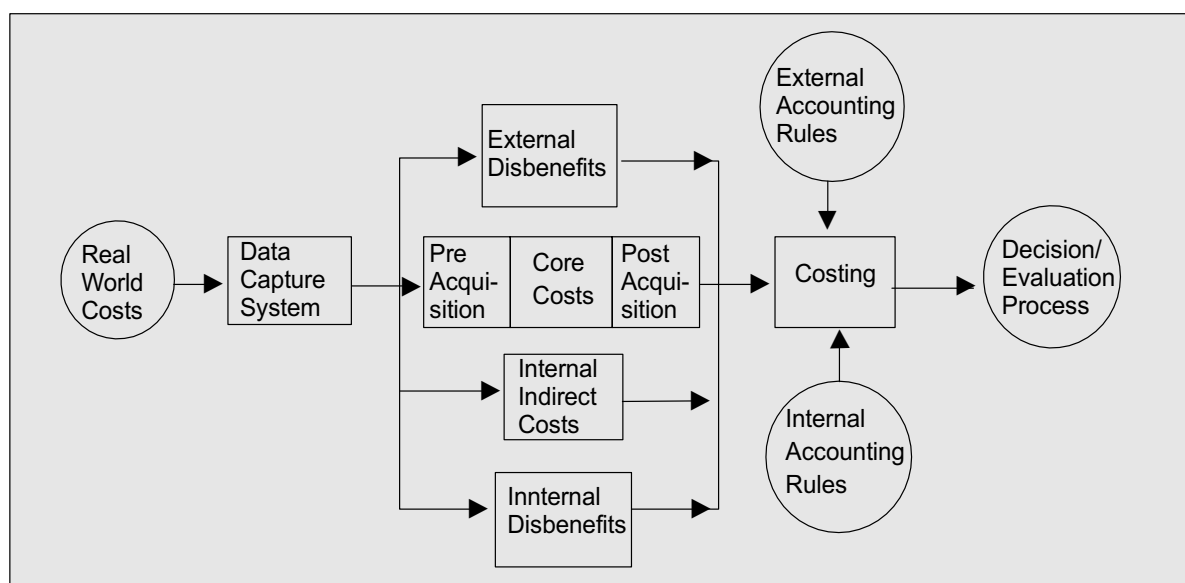 Real
World
Costs
Data
Capture
System
External
Disbenefits
Pre
Acqui-
sition
Core
Costs
Post
Acqui-
sition
Internal
Indirect
Costs
Innternal
Disbenefits
External
Accounting
Rules
Costing
Internal
Accounting
Rules
Decision/
Evaluation
Process